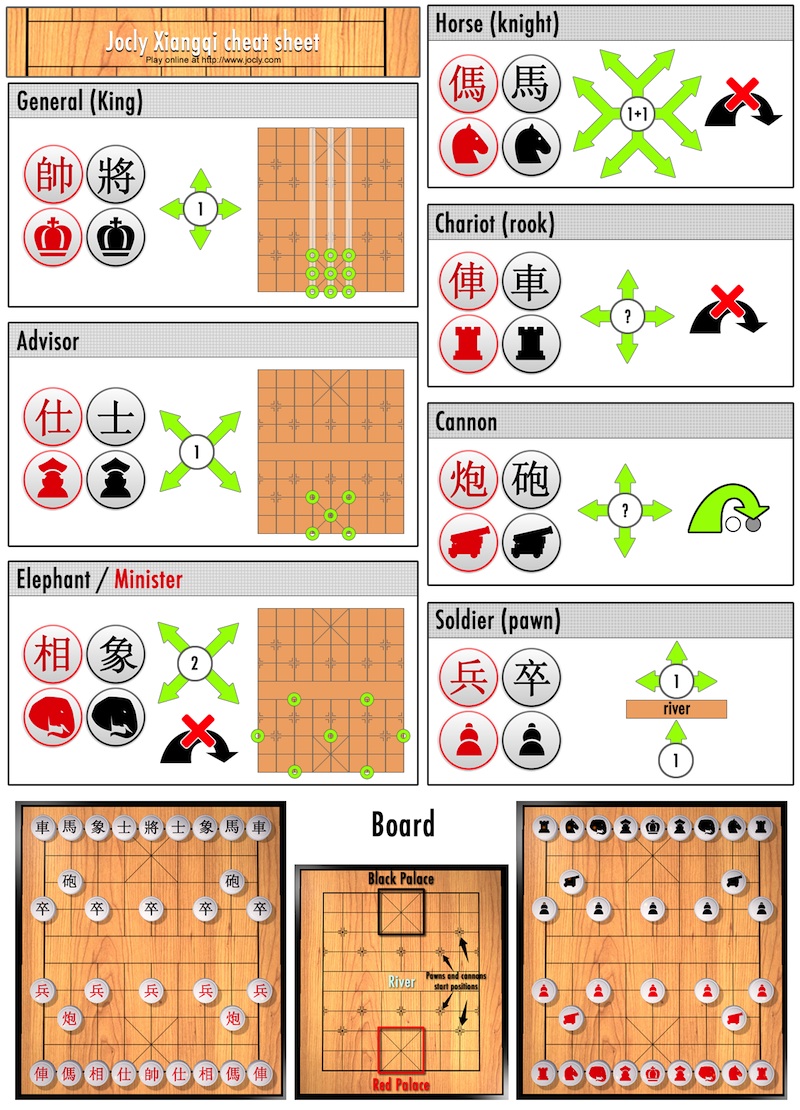 Jocly Xiangqi cheat sheet
Play online at http://www.jocly.com
General (King)
帥 將
1
Advisor
仕 士
1
Elephant / Minister
相 象
2
Horse (knight)
傌 馬
1+1
Chariot (rook)
俥 車
?
Cannon
炮 砲
?
Soldier (pawn)
兵 卒
1
river
1
Board
車 馬 象 士 將 士 象 馬 車
砲 砲
卒 卒 卒 卒 卒
兵 兵 兵 兵 兵
炮 炮
俥 傌 相 仕 帥 仕 相 傌 俥
Black Palace
River
Pawns and cannons
start positions
Red Palace